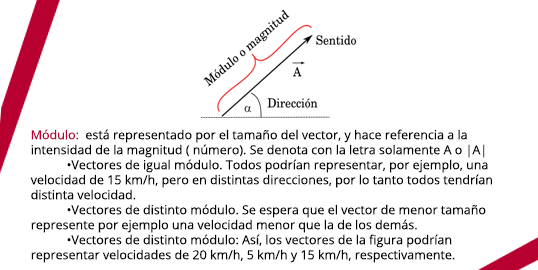 Módulo o magnitud
Sentido
A
α
Dirección
Módulo: está representado por el tamaño del vector, y hace referencia a la
intensidad de la magnitud ( número). Se denota con la letra solamente A o |A|
•Vectores de igual módulo. Todos podrían representar, por ejemplo, una
velocidad de 15 km/h, pero en distintas direcciones, por lo tanto todos tendrían
distinta velocidad.
•Vectores de distinto módulo. Se espera que el vector de menor tamaño
represente por ejemplo una velocidad menor que la de los demás.
•Vectores de distinto módulo: Así, los vectores de la figura podrían
representar velocidades de 20 km/h, 5 km/h y 15 km/h, respectivamente.